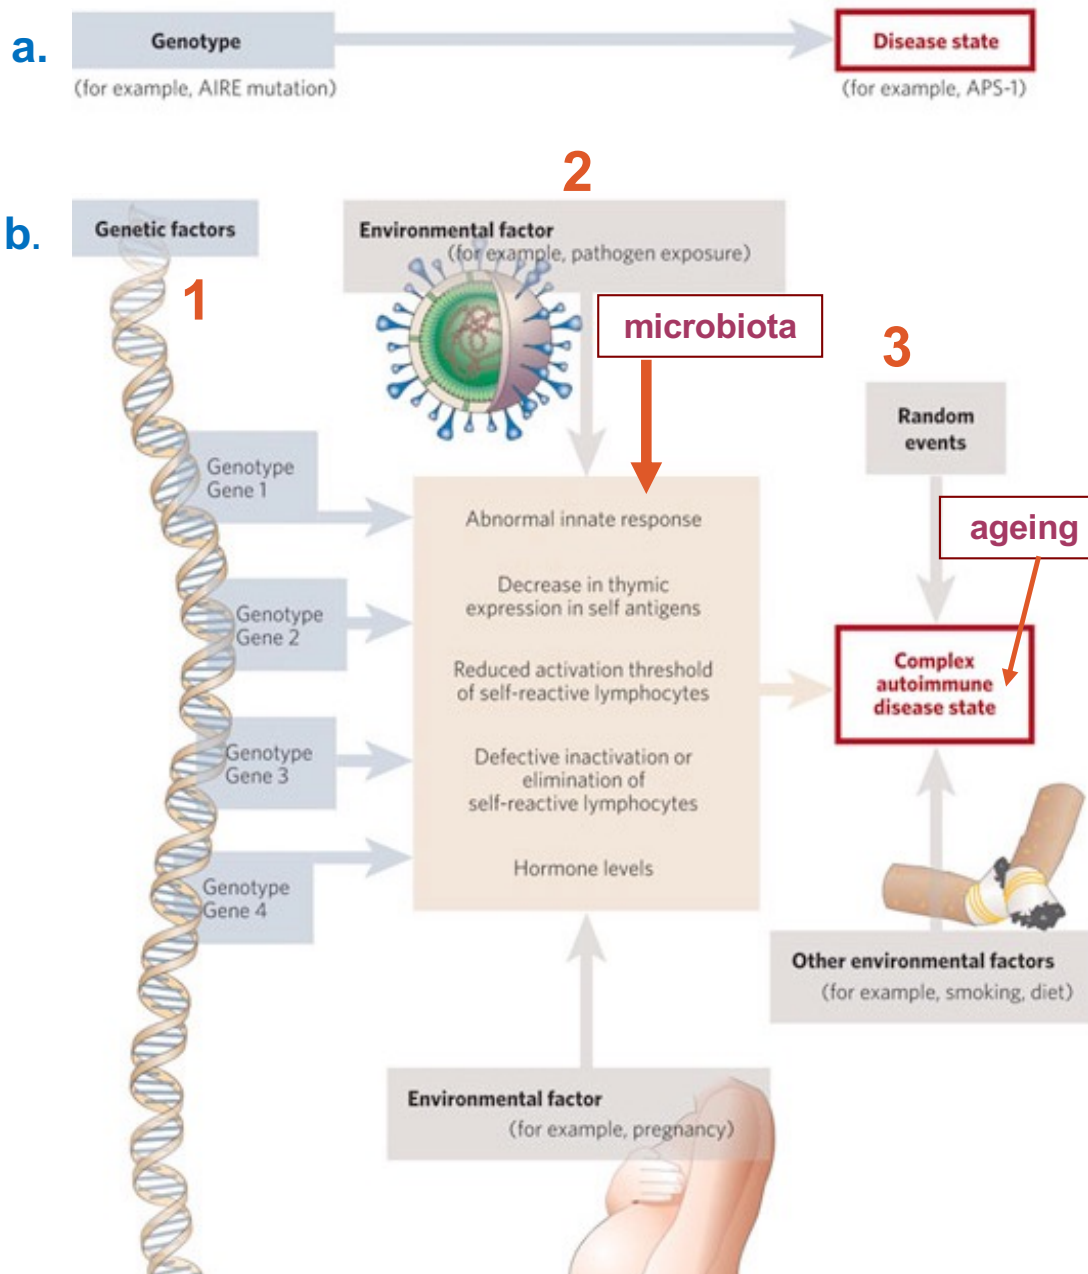 a.
Genotype
(for example, AIRE mutation)
Disease state
(for example, APS-1)
b.
Genetic factors
1
2
Environmental factor
(for example, pathogen exposure)
microbiota
3
Random
events
ageing
Genotype
Gene 1
Genotype
Gene 2
Genotype
Gene 3
Genotype
Gene 4
Abnormal innate response
Decrease in thymic
expression in self antigens
Reduced activation threshold
of self-reactive lymphocytes
Defective inactivation or
elimination of
self-reactive lymphocytes
Hormone levels
Complex
autoimmune
disease state
Other environmental factors
(for example, smoking, diet)
Environmental factor
(for example, pregnancy)